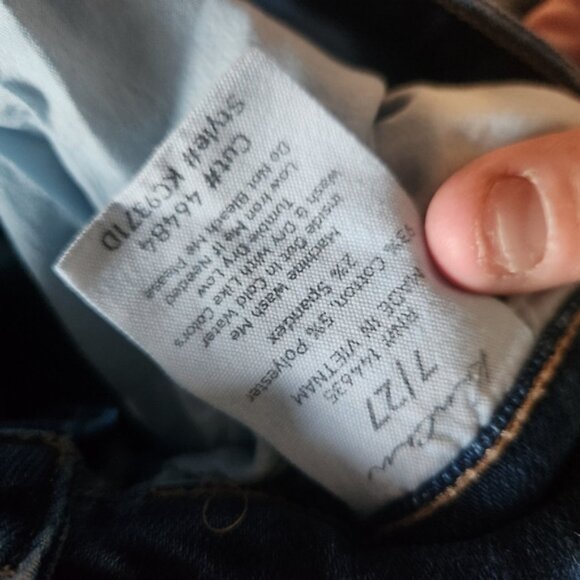 KanCan
7/27
RN# 144635
MADE IN VIETNAM
93% Cotton, 5% Polyester
2% Spandex
Machine Wash Me
Inside Out In Cold Water
Wash & Dry With Like Colors
Tumble Dry Low
Low Iron Me If Needed
Do Not Bleach Me Please
Cut# 46484
Style# KC9371D